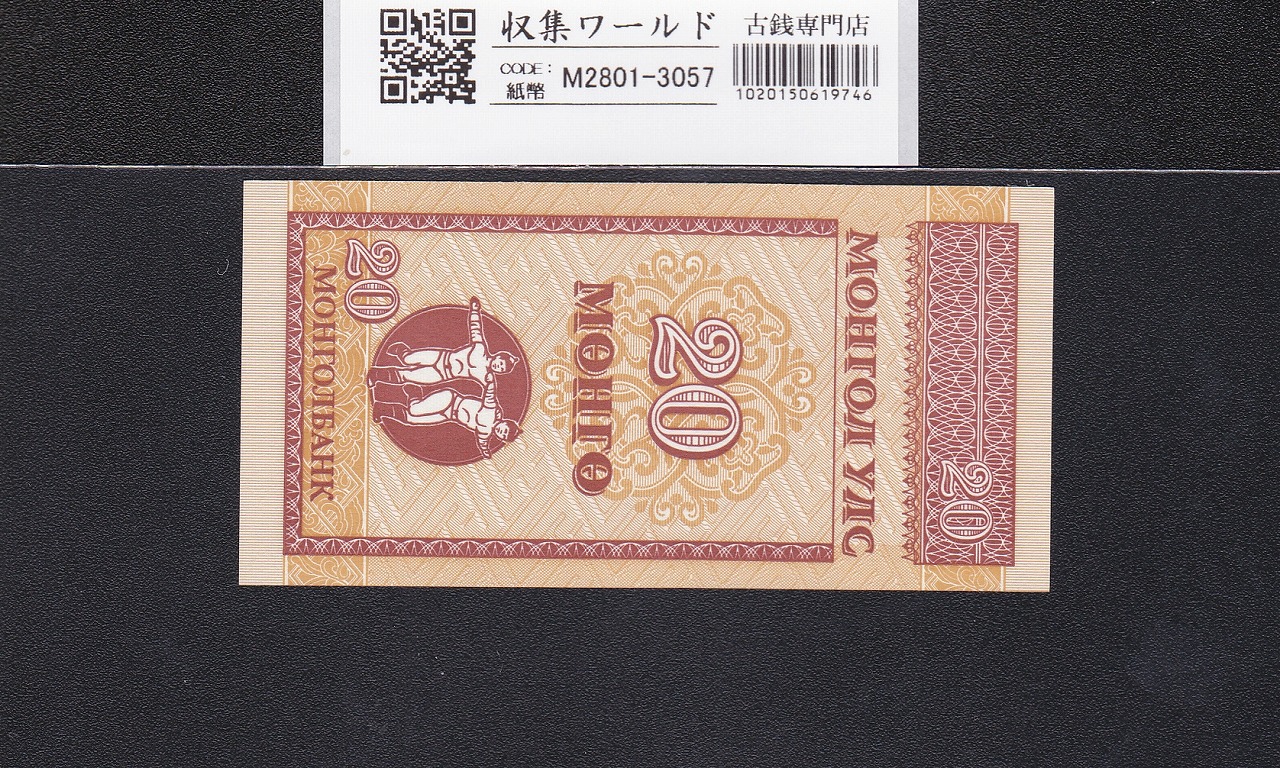 収集ワールド
古銭専門店
CODE:
紙幣
M2801-3057
1020150619746
20
МОНГОЛ УЛС
20
МӨНГӨ
20
МОНГОЛБАНК